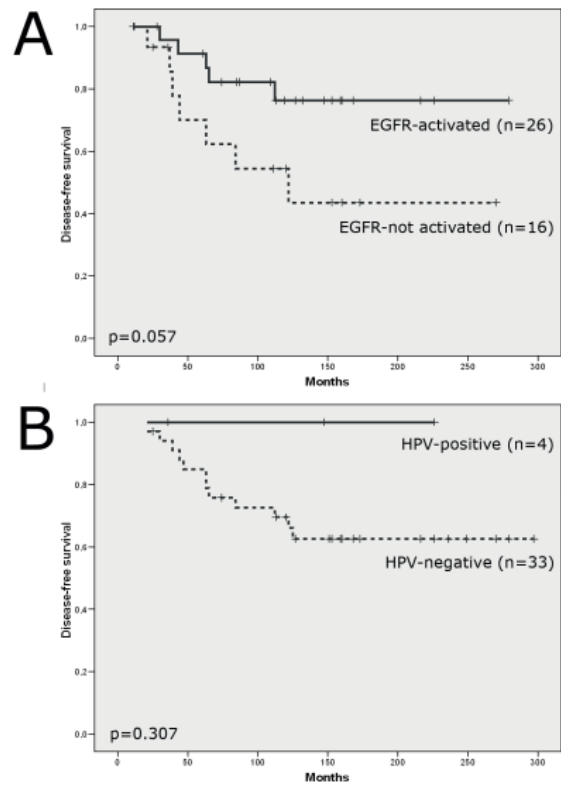 A
Disease-free survival
1,0
0,8
0,6
0,4
0,2
0,0
EGFR-activated (n=26)
EGFR-not activated (n=16)
p=0.057
0 50 100 150 200 250 300
Months
B
Disease-free survival
1,0
0,8
0,6
0,4
0,2
0,0
HPV-positive (n=4)
HPV-negative (n=33)
p=0.307
0 50 100 150 200 250 300
Months